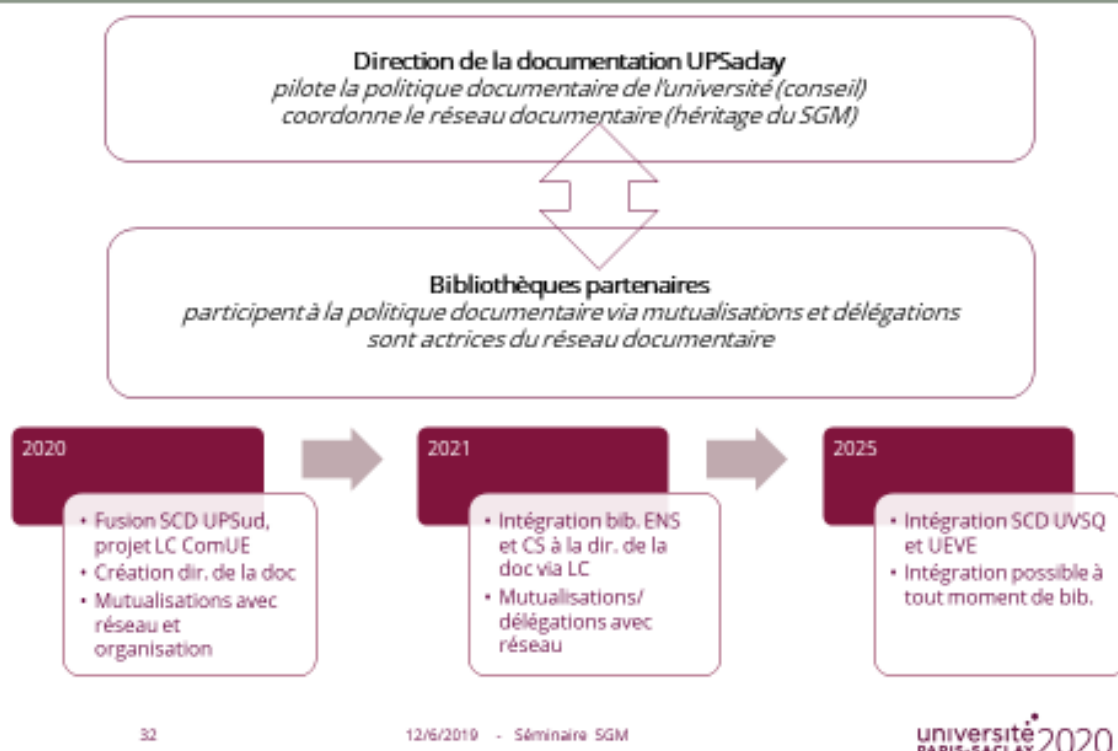 Direction de la documentation UPSaclay
pilote la politique documentaire de l'université (conseil)
coordonne le réseau documentaire (héritage du SGM)
Bibliothèques partenaires
participent à la politique documentaire via mutualisations et délégations
sont actrices du réseau documentaire
2020
• Fusion SCD UPSud,
projet LC ComUE
• Création dir. de la doc
• Mutualisations avec
réseau et
organisation
2021
• Intégration bib. ENS
et CS à la dir. de la
doc via LC
• Mutualisations/
délégations avec
réseau
2025
• Intégration SCD UVSQ
et UEVE
• Intégration possible à
tout moment de bib.
32
12/6/2019 - Séminaire SGM
université 2020
PARIS-SACLAY